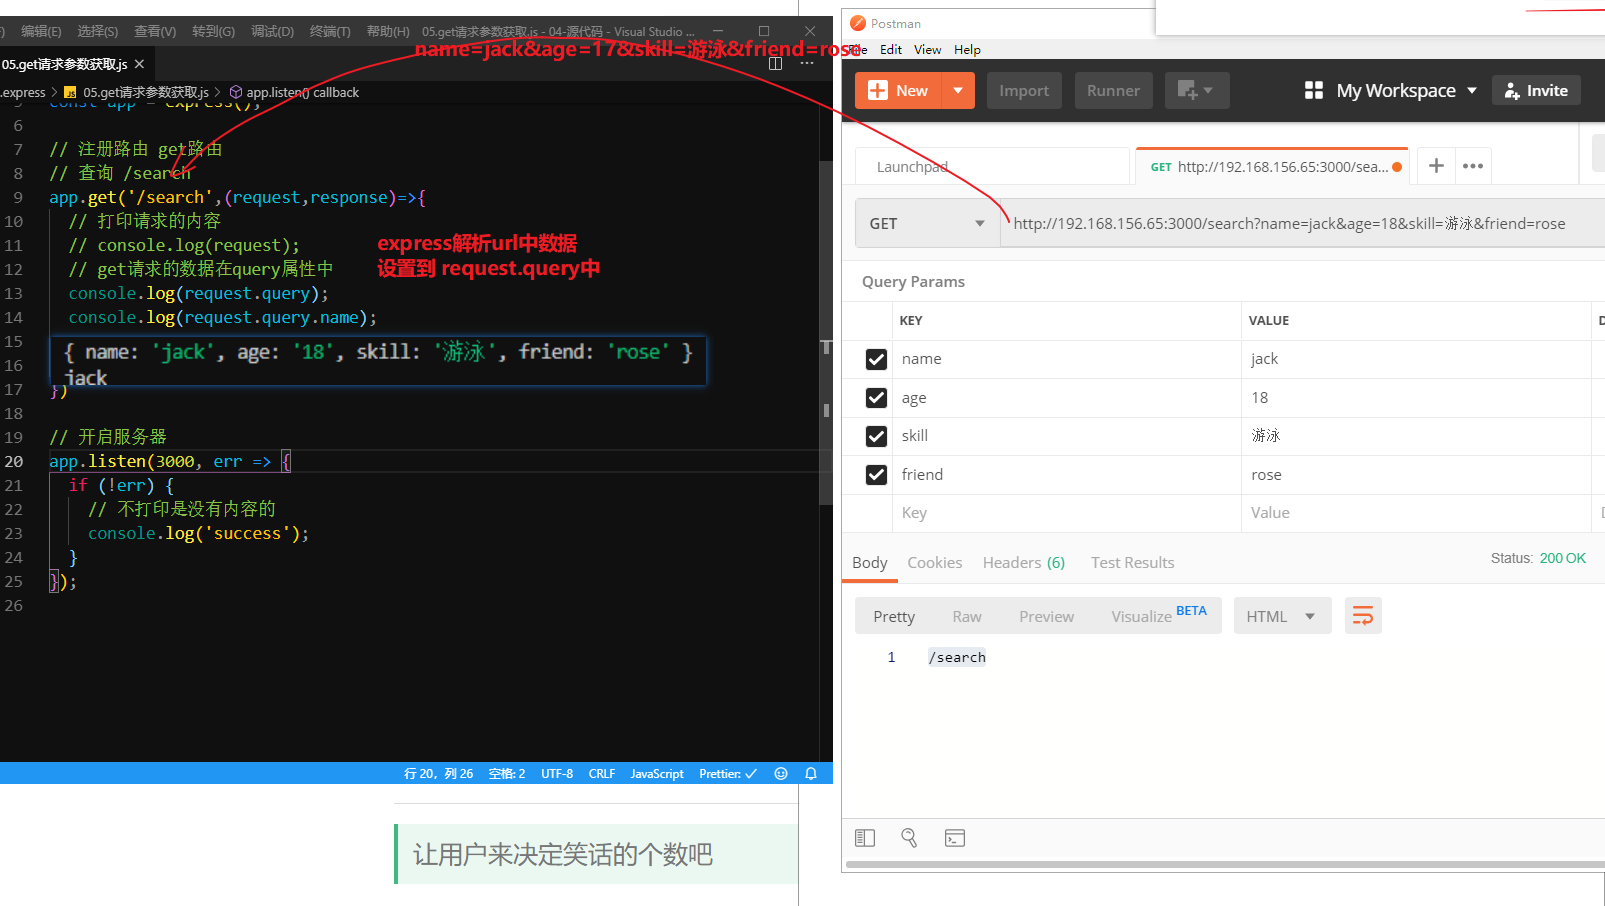 编辑(E) 选择(S) 查看(V) 转到(G) 调试(D) 终端(T) 帮助(H) 05.get请求参数获取.js - 04-源代码 - Visual Studio ...
name=jack&age=17&skill=游泳&friend=rose
05.get请求参数获取.js
.express > 05.get请求参数获取.js > app.listen() callback
5 const app = express();
6
7 // 注册路由 get路由
8 // 查询 /search
9 app.get('/search',(request,response)=>{
10 // 打印请求的内容
11 // console.log(request);
12 // get请求的数据在query属性中
13 console.log(request.query);
14 console.log(request.query.name);
express解析url中数据
设置到 request.query中
15
16
{ name: 'jack', age: '18', skill: '游泳', friend: 'rose' }
jack
17 })
18
19 // 开启服务器
20 app.listen(3000, err => {
21 if (!err) {
22 // 不打印是没有内容的
23 console.log('success');
24 }
25 });
26
行 20，列 26 空格: 2 UTF-8 CRLF JavaScript Prettier: ✓
让用户来决定笑话的个数吧
Postman
File Edit View Help
New Import Runner My Workspace Invite
Launchpad GET http://192.168.156.65:3000/sea...
GET http://192.168.156.65:3000/search?name=jack&age=18&skill=游泳&friend=rose
Query Params
KEY VALUE D
name jack
age 18
skill 游泳
friend rose
Key Value D
Body Cookies Headers (6) Test Results Status: 200 OK
Pretty Raw Preview Visualize BETA HTML
1 /search